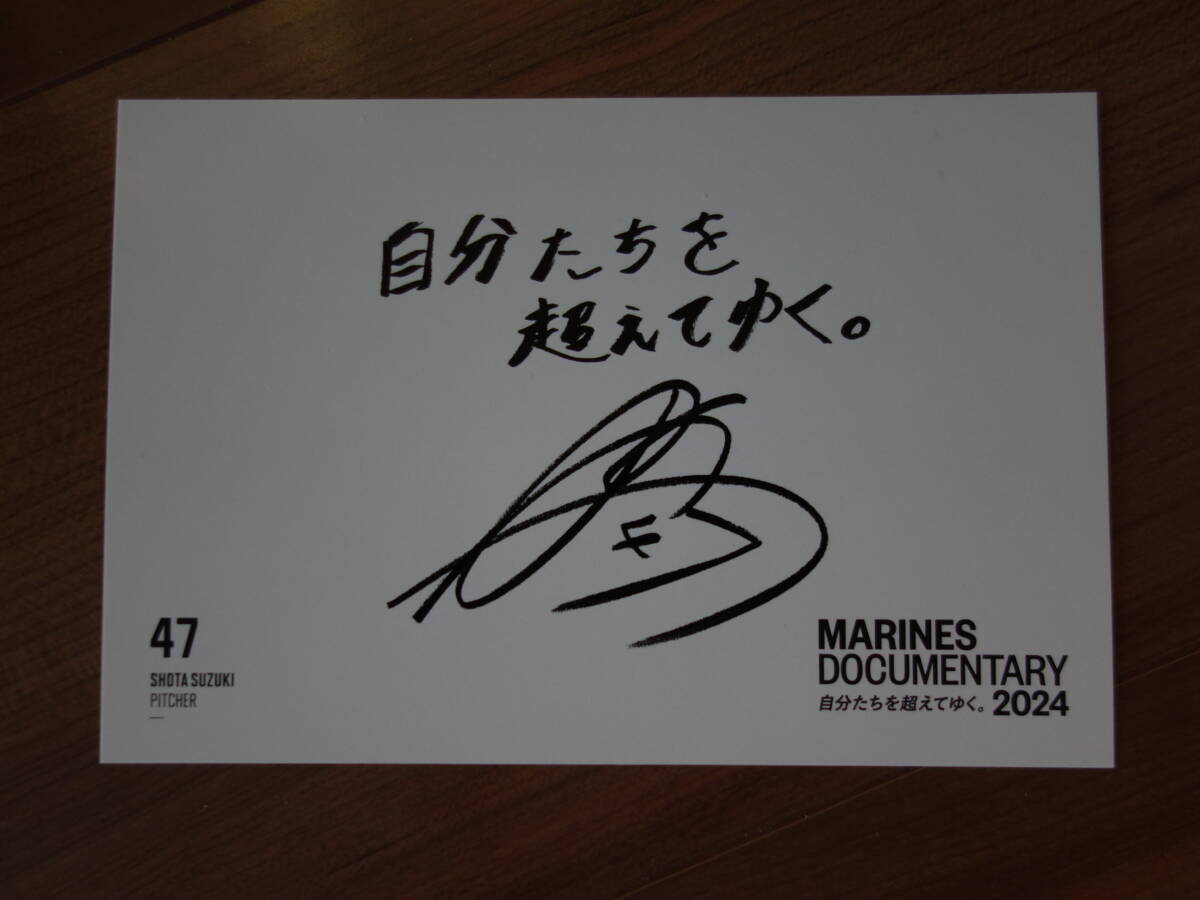 自分たちを
超えてゆく。
47
SHOTA SUZUKI
PITCHER
MARINES
DOCUMENTARY
自分たちを超えてゆく。2024